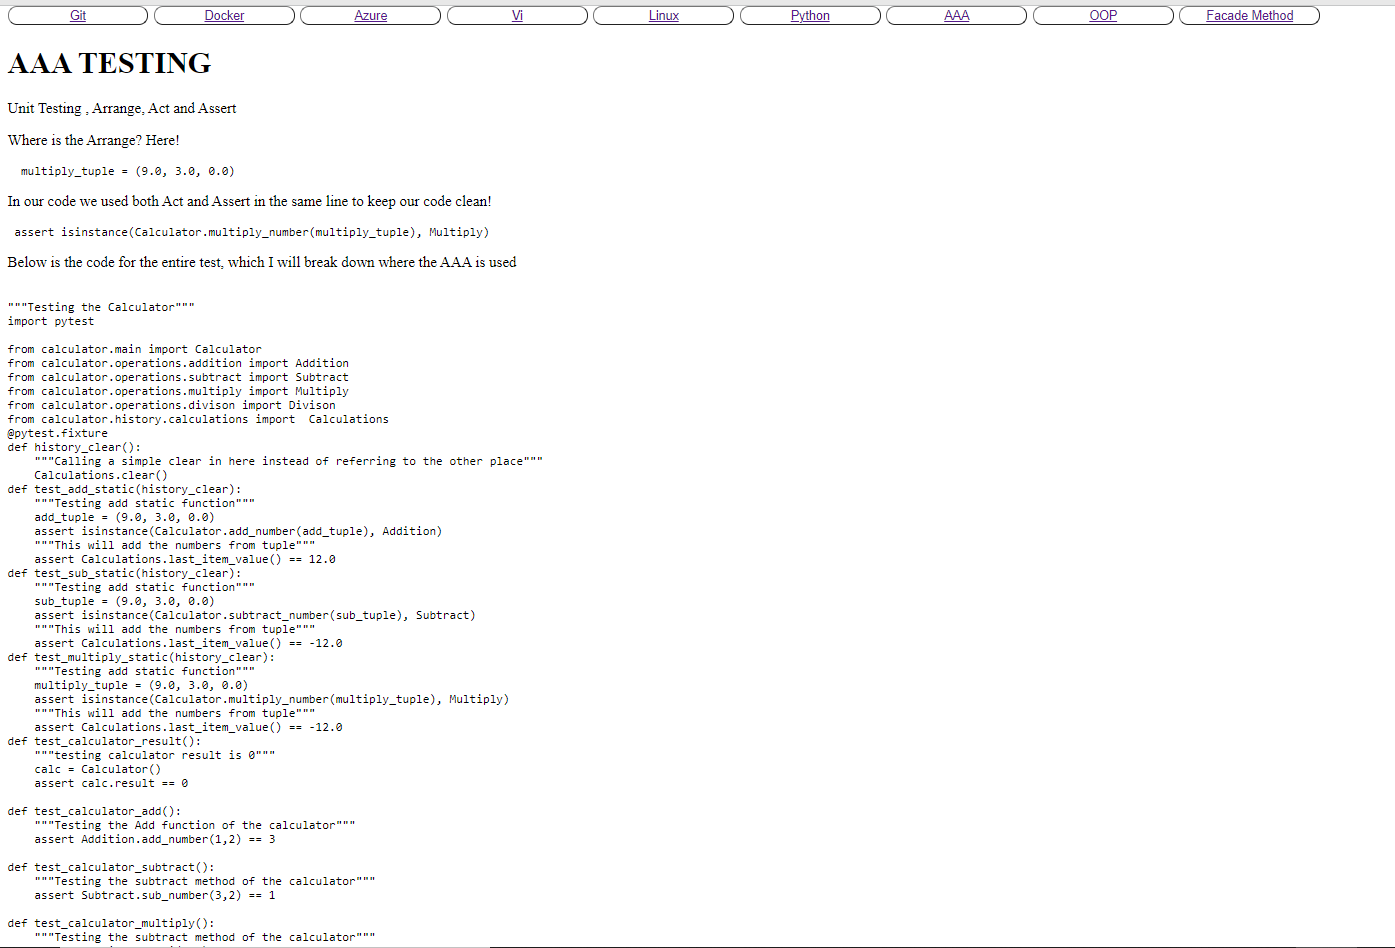 Git Docker Azure Vi Linux Python AAA OOP Facade Method
AAA TESTING
Unit Testing , Arrange, Act and Assert
Where is the Arrange? Here!
  multiply_tuple = (9.0, 3.0, 0.0)
In our code we used both Act and Assert in the same line to keep our code clean!
 assert isinstance(Calculator.multiply_number(multiply_tuple), Multiply)
Below is the code for the entire test, which I will break down where the AAA is used
"""Testing the Calculator"""
import pytest
from calculator.main import Calculator
from calculator.operations.addition import Addition
from calculator.operations.subtract import Subtract
from calculator.operations.multiply import Multiply
from calculator.operations.divison import Divison
from calculator.history.calculations import  Calculations
@pytest.fixture
def history_clear():
    """Calling a simple clear in here instead of referring to the other place"""
    Calculations.clear()
def test_add_static(history_clear):
    """Testing add static function"""
    add_tuple = (9.0, 3.0, 0.0)
    assert isinstance(Calculator.add_number(add_tuple), Addition)
    """This will add the numbers from tuple"""
    assert Calculations.last_item_value() == 12.0
def test_sub_static(history_clear):
    """Testing add static function"""
    sub_tuple = (9.0, 3.0, 0.0)
    assert isinstance(Calculator.subtract_number(sub_tuple), Subtract)
    """This will add the numbers from tuple"""
    assert Calculations.last_item_value() == -12.0
def test_multiply_static(history_clear):
    """Testing add static function"""
    multiply_tuple = (9.0, 3.0, 0.0)
    assert isinstance(Calculator.multiply_number(multiply_tuple), Multiply)
    """This will add the numbers from tuple"""
    assert Calculations.last_item_value() == -12.0
def test_calculator_result():
    """testing calculator result is 0"""
    calc = Calculator()
    assert calc.result == 0
def test_calculator_add():
    """Testing the Add function of the calculator"""
    assert Addition.add_number(1,2) == 3
def test_calculator_subtract():
    """Testing the subtract method of the calculator"""
    assert Subtract.sub_number(3,2) == 1
def test_calculator_multiply():
    """Testing the subtract method of the calculator"""